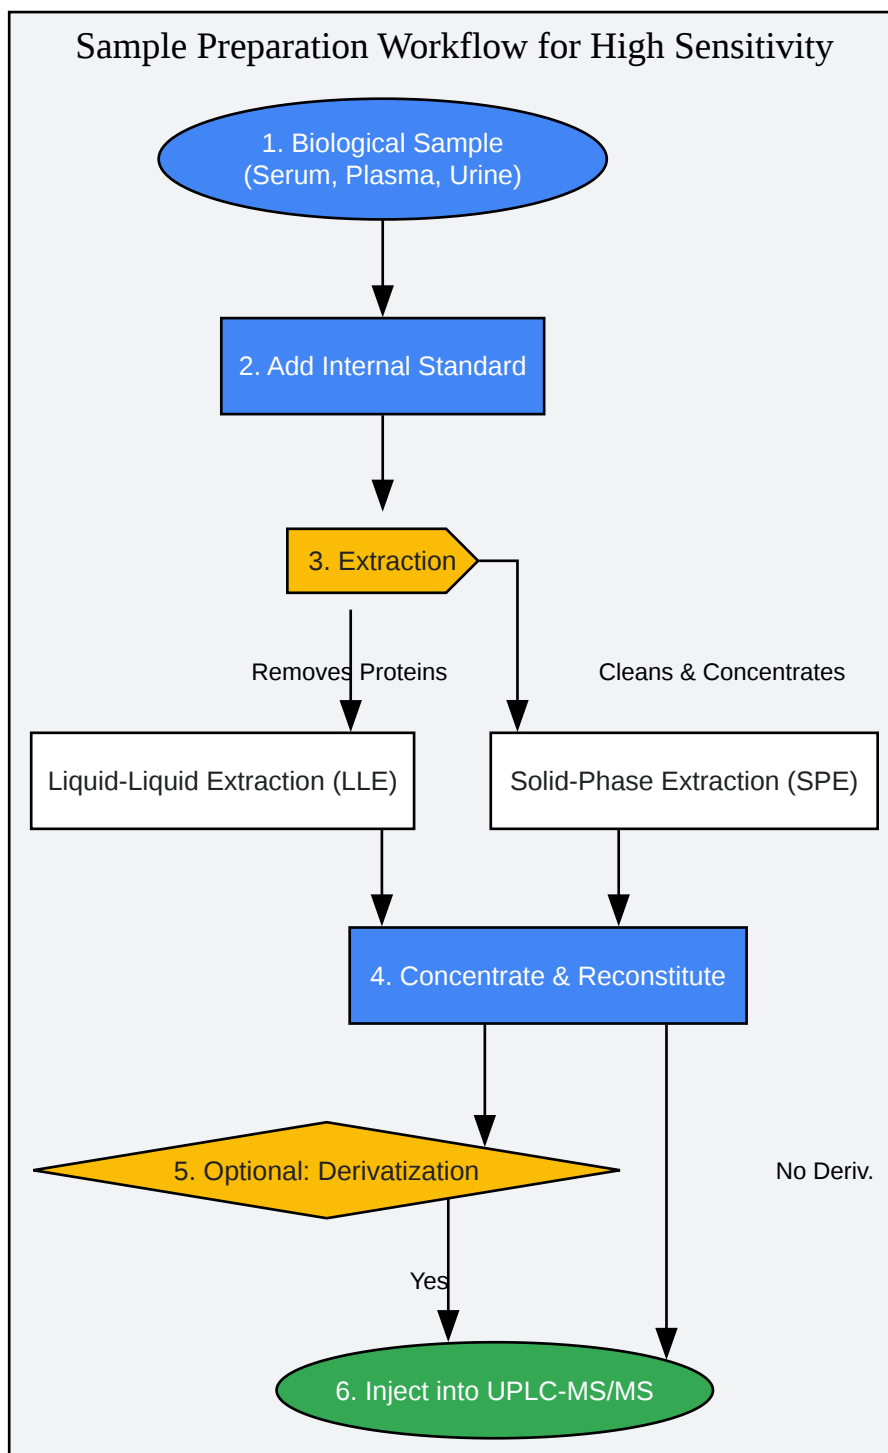 Sample Preparation Workflow for High Sensitivity
1. Biological Sample
(Serum, Plasma, Urine)
2. Add Internal Standard
3. Extraction
Removes Proteins
Cleans & Concentrates
Liquid-Liquid Extraction (LLE)
Solid-Phase Extraction (SPE)
4. Concentrate & Reconstitute
5. Optional: Derivatization
No Deriv.
Yes
6. Inject into UPLC-MS/MS